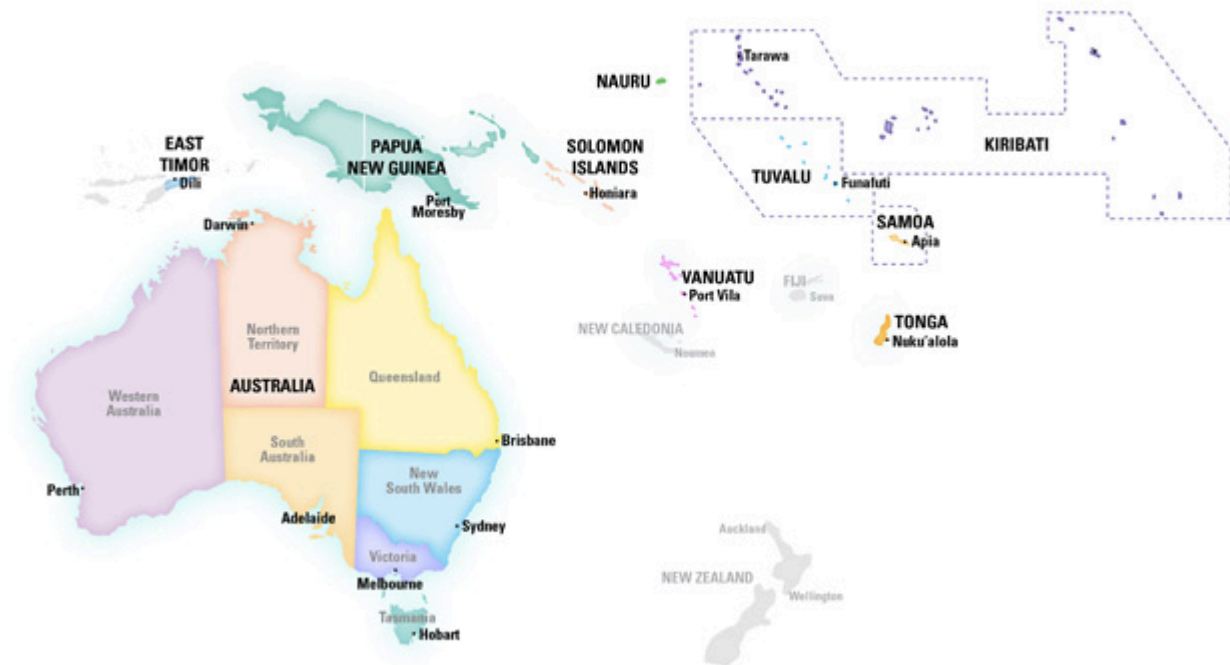 Tarawa
NAURU
KIRIBATI
EAST
TIMOR
Dili
PAPUA
NEW GUINEA
Port
Moresby
SOLOMON
ISLANDS
Honiara
TUVALU
Funafuti
SAMOA
Apia
Darwin
VANUATU
Port Vila
FIJI
Suva
NEW CALEDONIA
Noumea
TONGA
Nuku'alofa
Northern
Territory
AUSTRALIA
Queensland
Western
Australia
South
Australia
Brisbane
New
South Wales
Perth
Adelaide
Sydney
Victoria
Melbourne
Tasmania
Hobart
Auckland
NEW ZEALAND
Wellington